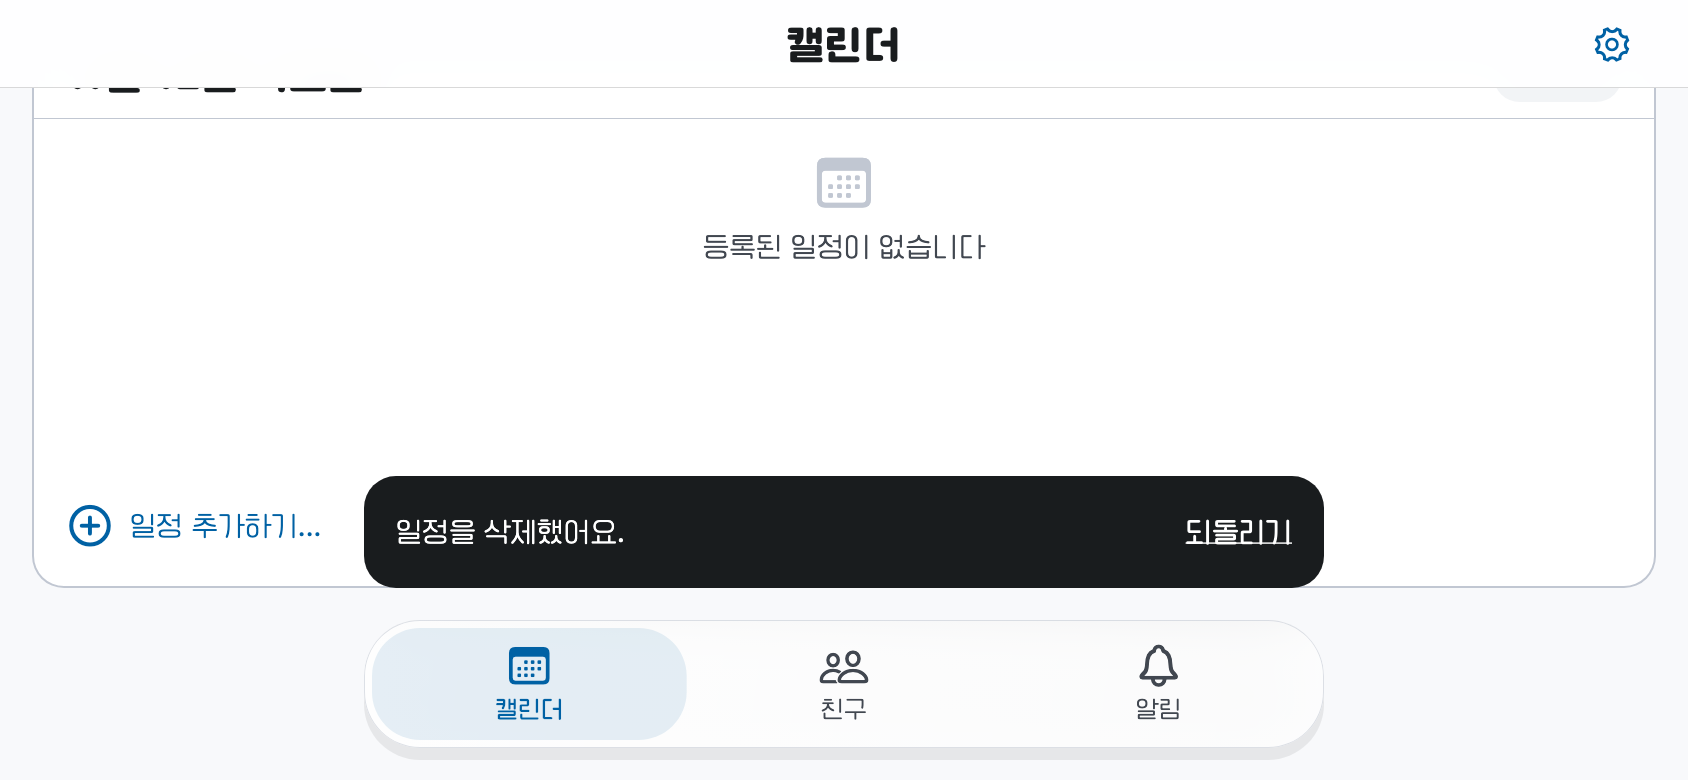 캘린더
등록된 일정이 없습니다
일정 추가하기...
일정을 삭제했어요.
되돌리기
캘린더
친구
알림